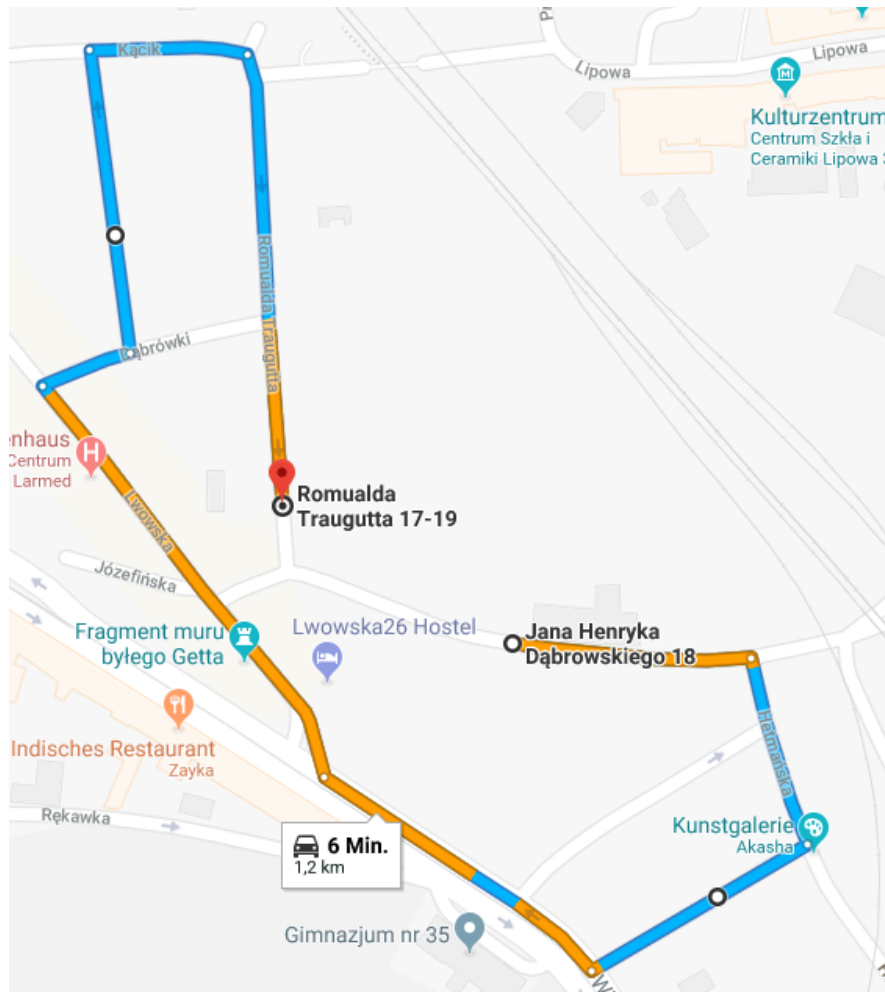 Kącik
Lipowa
Lipowa
Kulturzentrum
Centrum Szkła i
Ceramiki Lipowa
Romualda Traugutta
Dąbrówki
enhaus
Centrum
Larmed
H
Lwowska
Romualda
Traugutta 17-19
Józefińska
Fragment muru
byłego Getta
Lwowska26 Hostel
Jana Henryka
Dąbrowskiego 18
Hetmańska
Indisches Restaurant
Zayka
Rękawka
6 Min.
1,2 km
Kunstgalerie
Akasha
Gimnazjum nr 35